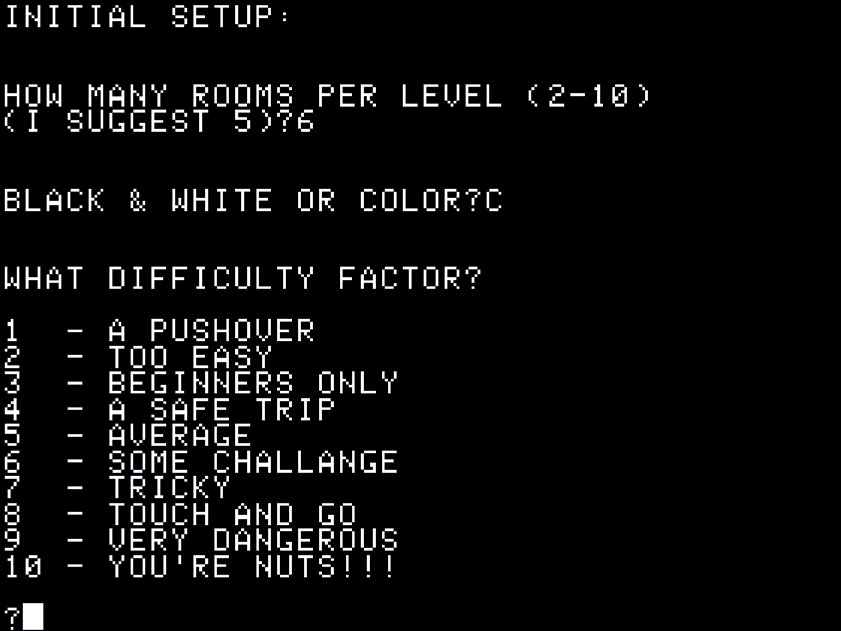 INITIAL SETUP:
HOW MANY ROOMS PER LEVEL (2-10)
(I SUGGEST 5)?6
BLACK & WHITE OR COLOR?C
WHAT DIFFICULTY FACTOR?
1  - A PUSHOVER
2  - TOO EASY
3  - BEGINNERS ONLY
4  - A SAFE TRIP
5  - AVERAGE
6  - SOME CHALLANGE
7  - TRICKY
8  - TOUCH AND GO
9  - VERY DANGEROUS
10 - YOU'RE NUTS!!!
?